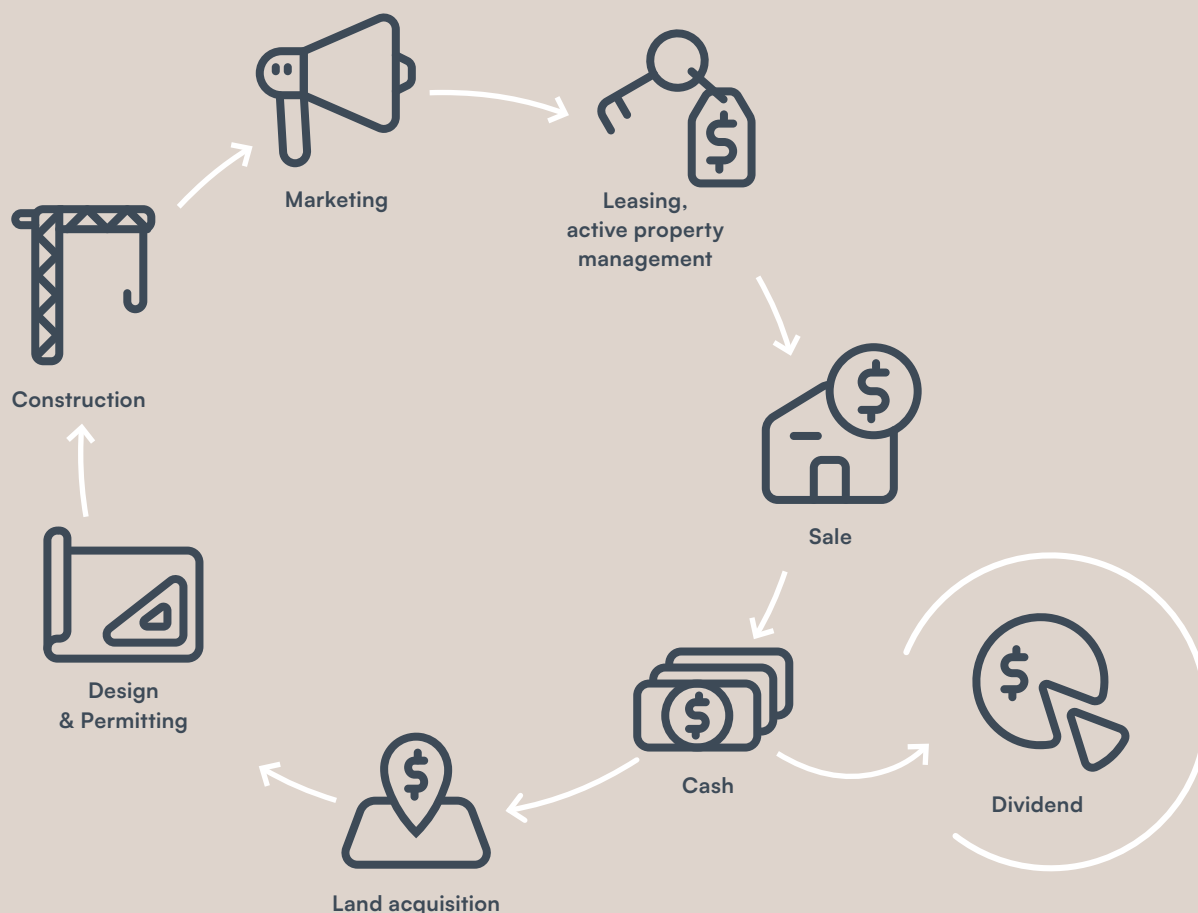 Marketing
Leasing,
active property
management
Construction
Sale
Design
& Permitting
Cash
Dividend
Land acquisition